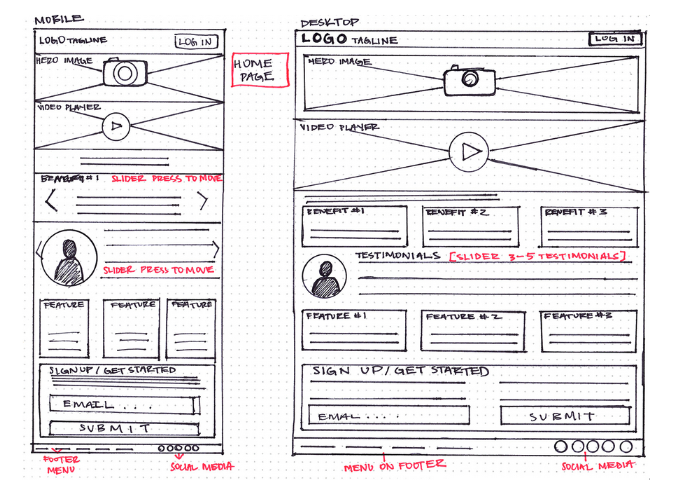 MOBILE
LOGO TAGLINE
LOG IN
HERO IMAGE
VIDEO PLAYER
#1 SLIDER PRESS TO MOVE
SLIDER PRESS TO MOVE
FEATURE
FEATURE
FEATURE
SIGN UP / GET STARTED
EMAIL . . .
SUBMIT
FOOTER
MENU
SOCIAL MEDIA
HOME
PAGE
DESKTOP
LOGO TAGLINE
LOG IN
HERO IMAGE
VIDEO PLAYER
BENEFIT #1
BENEFIT #2
BENEFIT #3
TESTIMONIALS [SLIDER 3-5 TESTIMONIALS]
FEATURE #1
FEATURE #2
FEATURE #3
SIGN UP/GET STARTED
EMAL . . . .
SUBMIT
MENU ON FOOTER
SOCIAL MEDIA